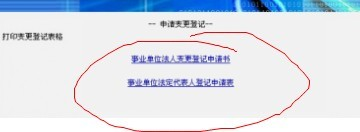 -- 申请变更登记--
打印变更登记表格
事业单位法人变更登记申请书
事业单位法定代表人登记申请表